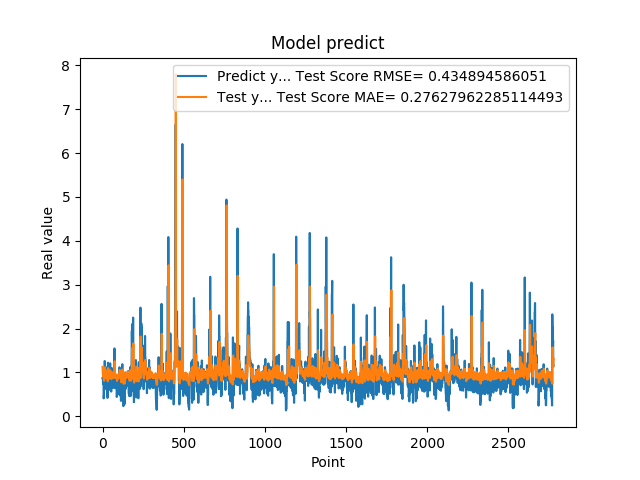 Model predict
Predict y... Test Score RMSE= 0.434894586051
Test y... Test Score MAE= 0.27627962285114493
8
7
6
5
4
3
2
1
0
Real value
0 500 1000 1500 2000 2500
Point